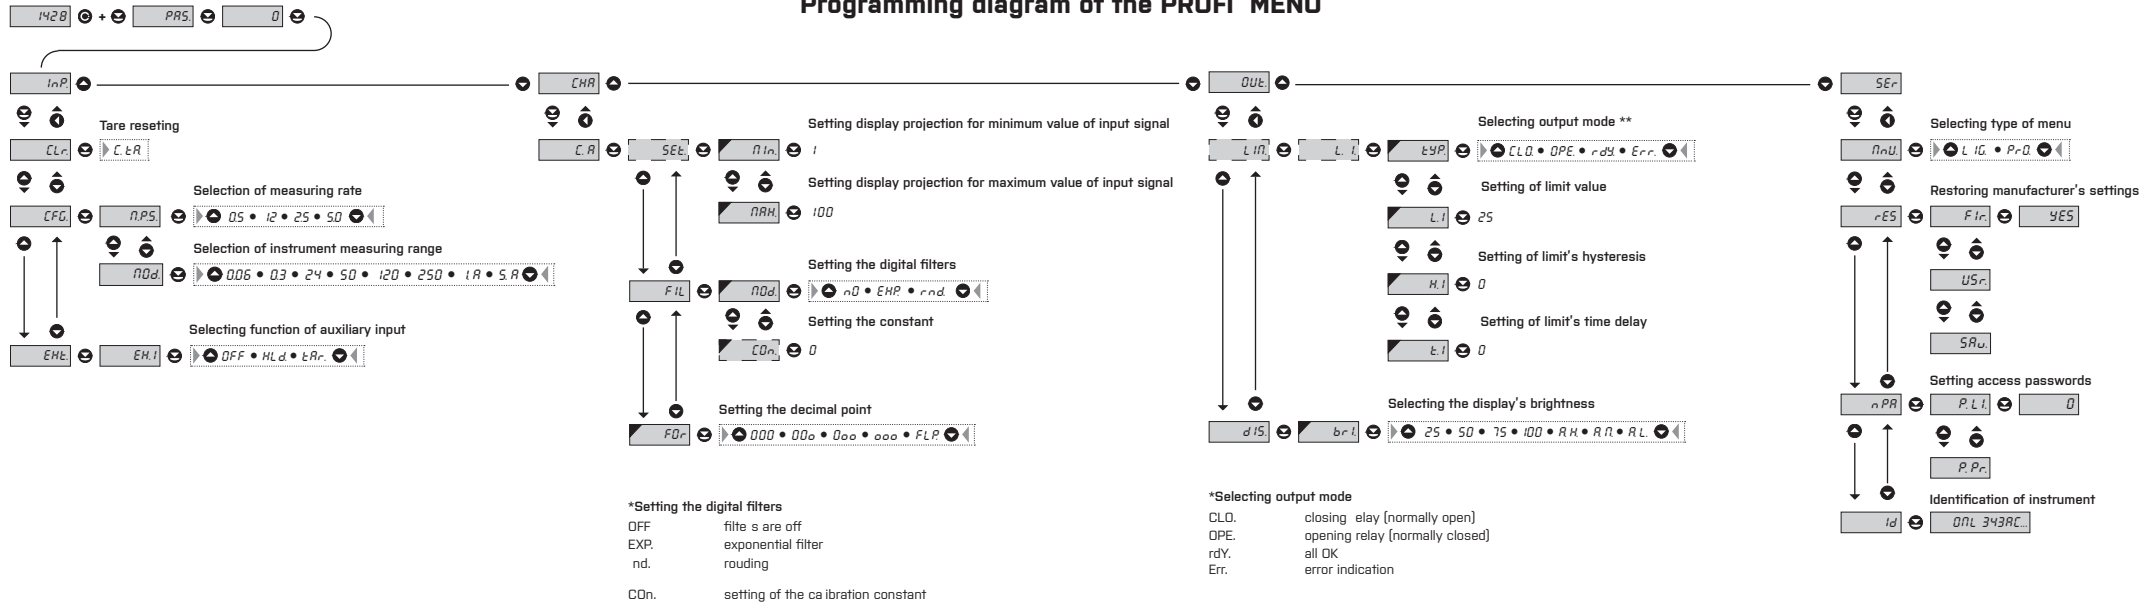 Programming diagram of the PROFI MENU
1428 + PAS. 0
InP. CHA OUt. SEr
Tare reseting
CLr. C. tA
Selection of measuring rate
CFG. M.P.S. 0.5 • 1.2 • 2.5 • 5.0
Selection of instrument measuring range
MOd. 0.06 • 0.3 • 24 • 50 • 120 • 250 • 1. A • 5. A
Selecting function of auxiliary input
EXt. EX.1 OFF • HLd. • tAr.
Setting display projection for minimum value of input signal
C. A SEt. MIn. 1
Setting display projection for maximum value of input signal
MAX. 100
Setting the digital filters
FIL MOd. nO • EXP. • rnd.
Setting the constant
COn. 0
Setting the decimal point
FOr 000 • 00o • 0oo • ooo • FLP.
*Setting the digital filters
OFF filte s are off
EXP. exponential filter
nd. rouding
COn. setting of the ca ibration constant
Selecting output mode **
LIM. L. 1. tYP. CLO. • OPE. • rdY. • Err.
Setting of limit value
L.1 25
Setting of limit's hysteresis
H.1 0
Setting of limit's time delay
t.1 0
Selecting the display's brightness
dIS. brI. 25 • 50 • 75 • 100 • A.H. • A.M. • A.L.
*Selecting output mode
CLO. closing elay (normally open)
OPE. opening relay (normally closed)
rdY. all OK
Err. error indication
Selecting type of menu
MnU. LIG. • PrO.
Restoring manufacturer's settings
rES FIr. YES
USr.
SAv.
Setting access passwords
nPA P. LI. 0
P. Pr.
Identification of instrument
Id OML 343AC...